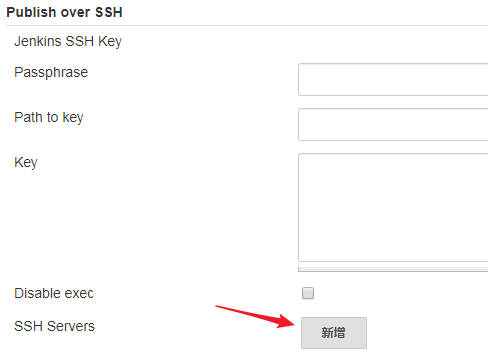 Publish over SSH
Jenkins SSH Key
Passphrase
Path to key
Key
Disable exec
SSH Servers
新增